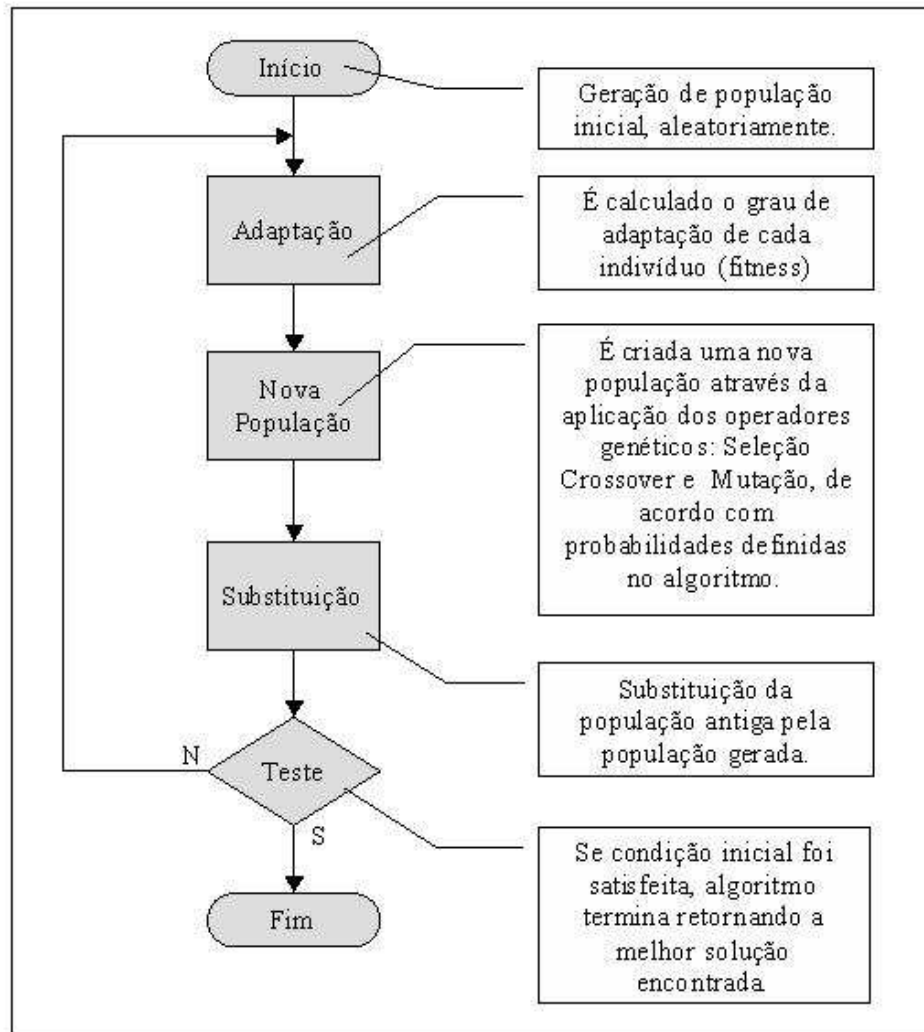 Início
Geração de população
inicial, aleatoriamente.
Adaptação
É calculado o grau de
adaptação de cada
indivíduo (fitness)
Nova
População
É criada uma nova
população através da
aplicação dos operadores
genéticos: Seleção
Crossover e Mutação, de
acordo com
probabilidades definidas
no algoritmo.
Substituição
Substituição da
população antiga pela
população gerada.
N
Teste
S
Se condição inicial foi
satisfeita, algoritmo
termina retornando a
melhor solução
encontrada
Fim